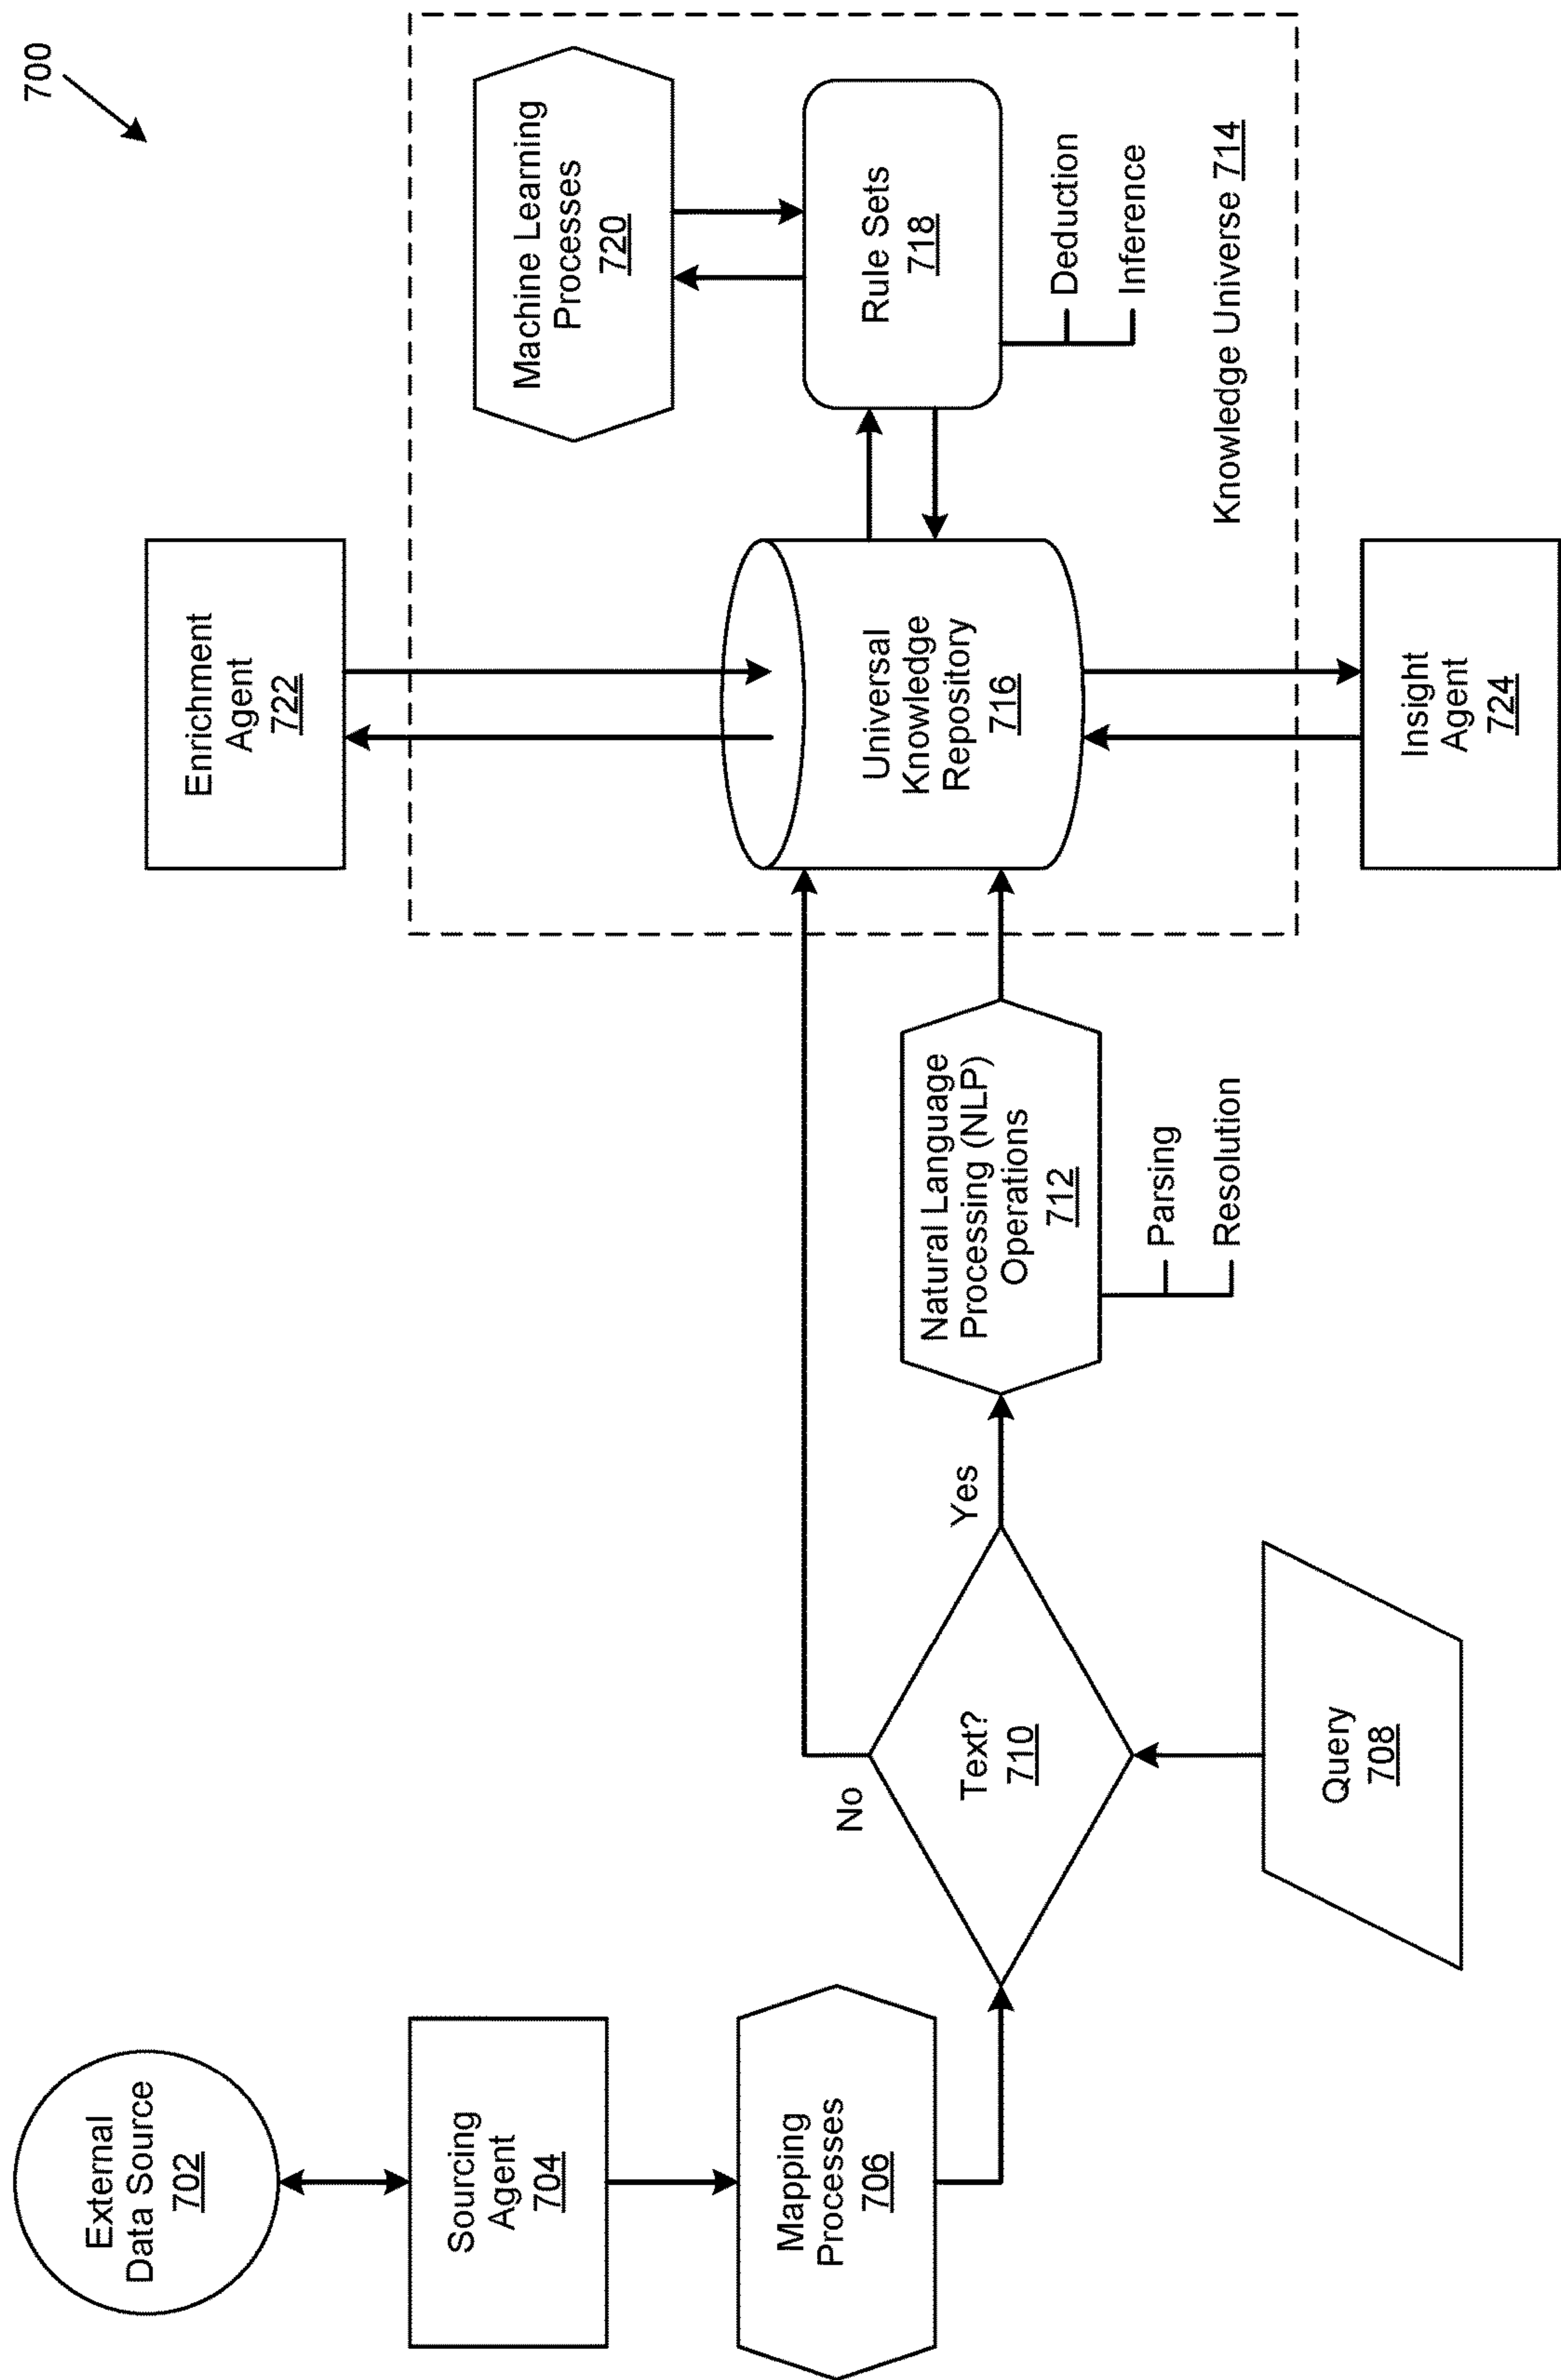 700
External
Data Source
702
Sourcing
Agent
704
Mapping
Processes
706
Query
708
Text?
710
No
Yes
Natural Language
Processing (NLP)
Operations
712
Parsing
Resolution
Enrichment
Agent
722
Universal
Knowledge
Repository
716
Insight
Agent
724
Machine Learning
Processes
720
Rule Sets
718
Deduction
Inference
Knowledge Universe 714